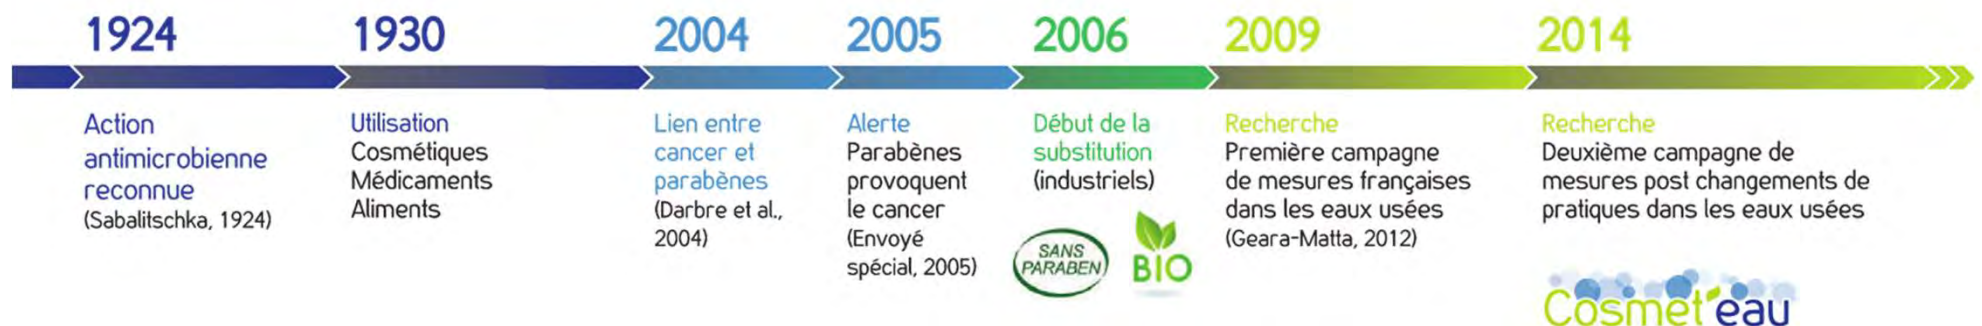 1924
Action
antimicrobienne
reconnue
(Sabalitschka, 1924)
1930
Utilisation
Cosmétiques
Médicaments
Aliments
2004
Lien entre
cancer et
parabènes
(Darbre et al.,
2004)
2005
Alerte
Parabènes
provoquent
le cancer
(Envoyé
spécial, 2005)
2006
Début de la
substitution
(industriels)
SANS
PARABEN
BIO
2009
Recherche
Première campagne
de mesures françaises
dans les eaux usées
(Geara-Matta, 2012)
2014
Recherche
Deuxième campagne de
mesures post changements de
pratiques dans les eaux usées
Cosmet'eau